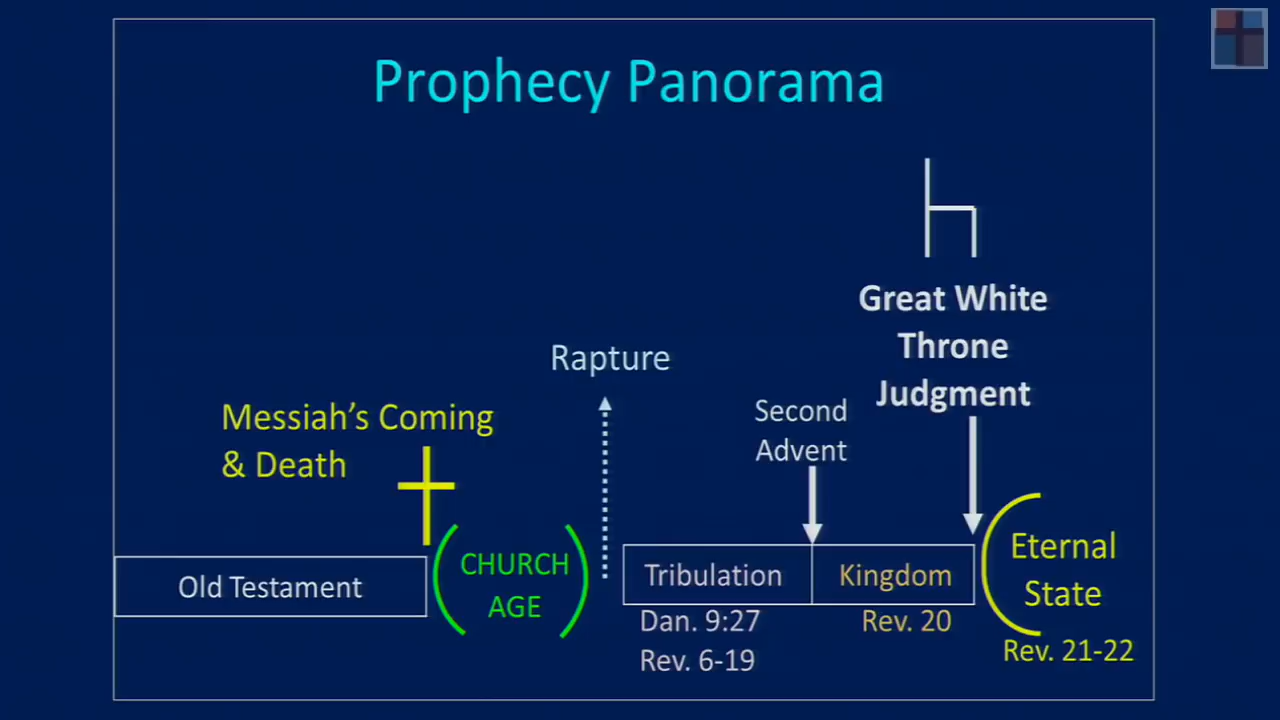 Prophecy Panorama
Great White
Throne
Judgment
Rapture
Second
Advent
Messiah’s Coming
& Death
Old Testament
CHURCH
AGE
Tribulation
Kingdom
Eternal
State
Dan. 9:27
Rev. 6-19
Rev. 20
Rev. 21-22